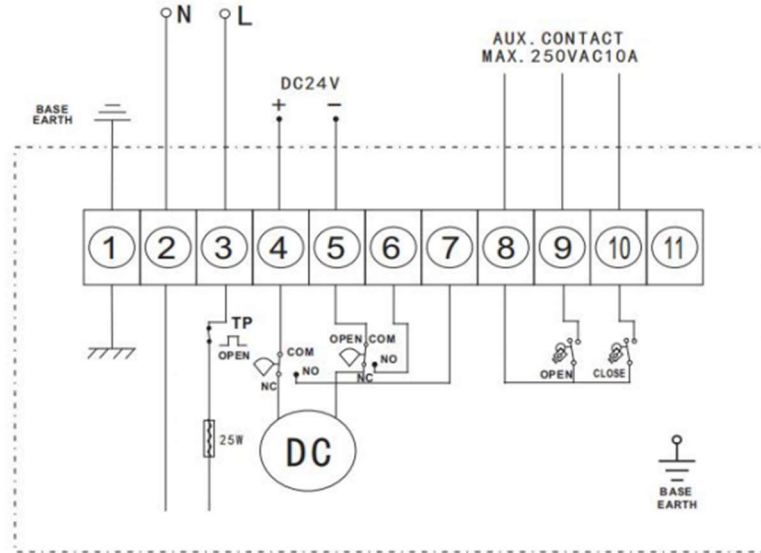 N L
AUX. CONTACT
MAX. 250VAC10A
DC24V
+ −
BASE
EARTH
1 2 3 4 5 6 7 8 9 10 11
TP
OPEN
COM
NO
NC
OPEN COM
NO
NC
OPEN CLOSE
25W
DC
BASE
EARTH